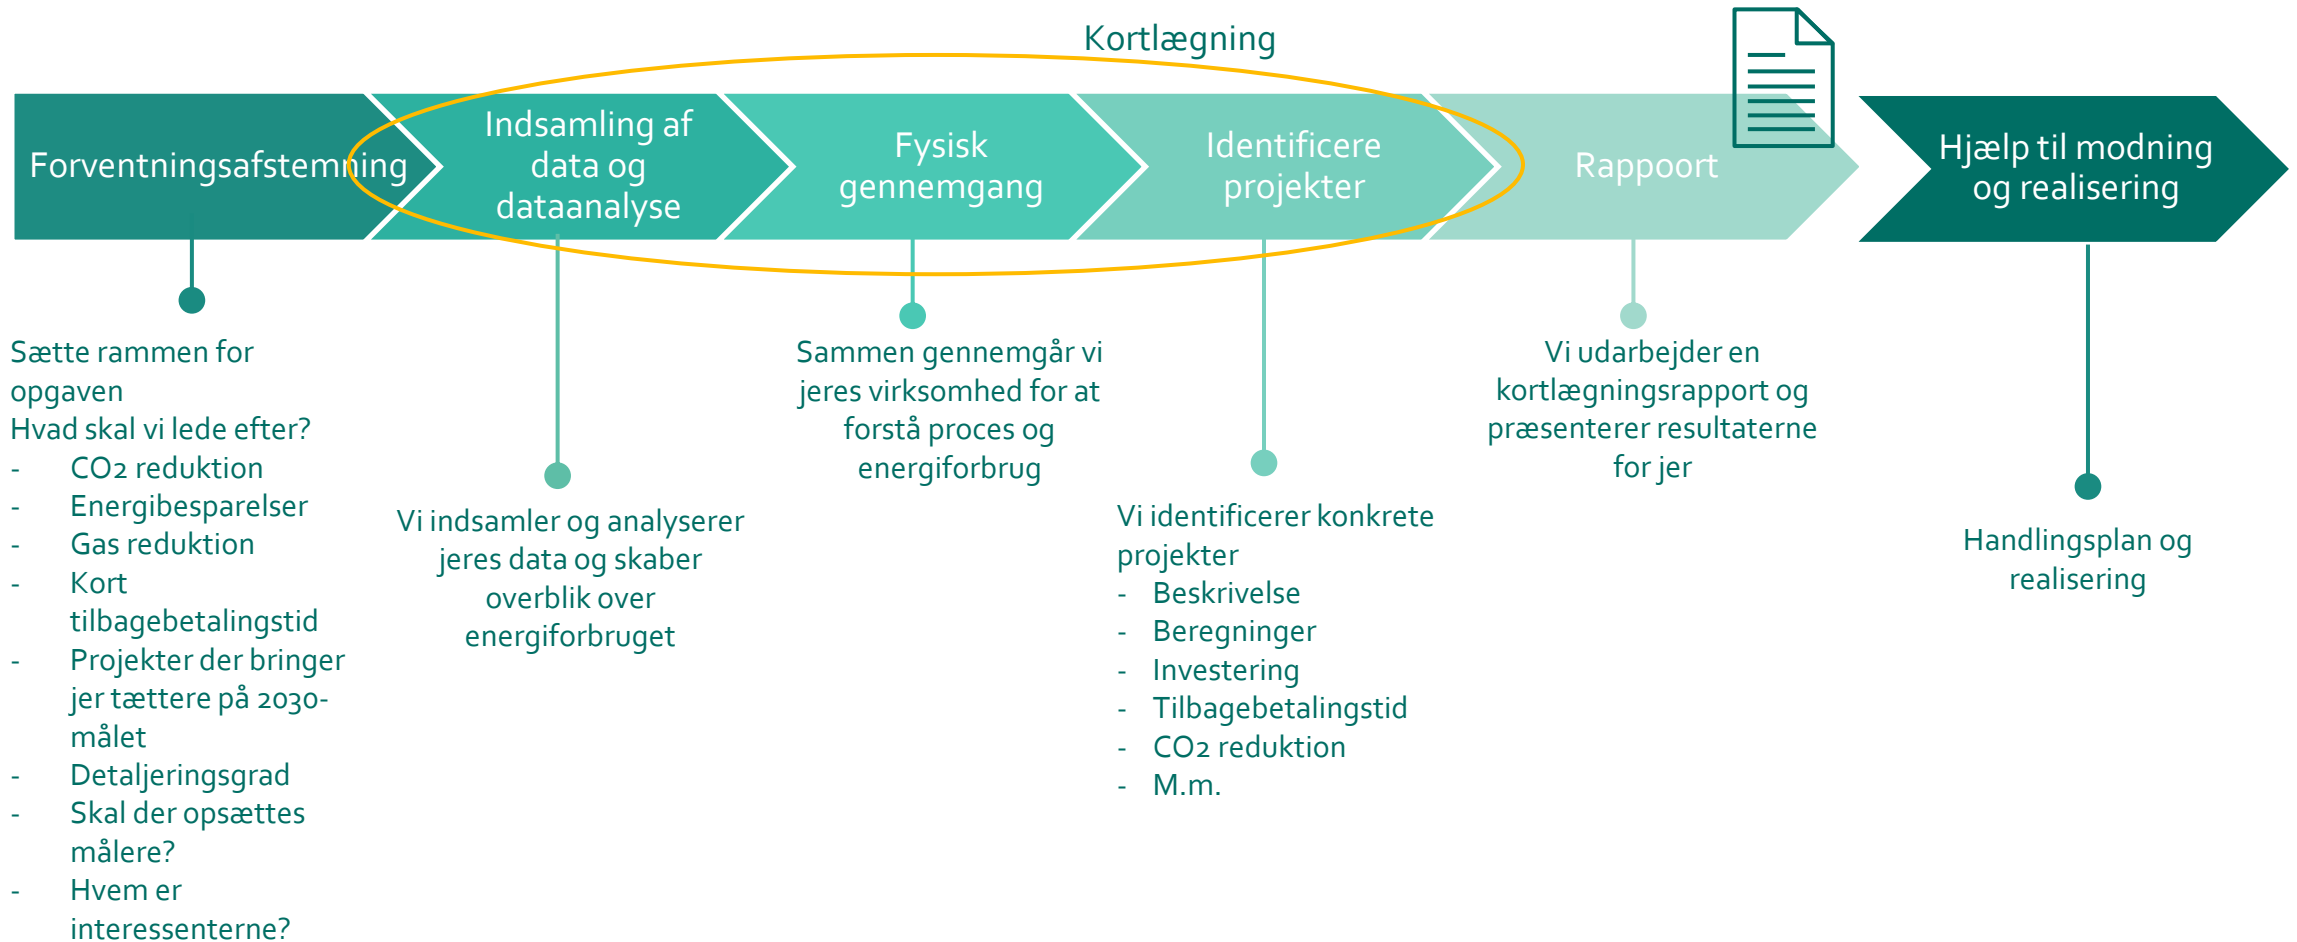 Kortlægning
Forventningsafstemning
Indsamling af
data og
dataanalyse
Fysisk
gennemgang
Identificere
projekter
Rappoort
Hjælp til modning
og realisering
Sætte rammen for
opgaven
Hvad skal vi lede efter?
- CO2 reduktion
- Energibesparelser
- Gas reduktion
- Kort
tilbagebetalingstid
- Projekter der bringer
jer tættere på 2030-
målet
- Detaljeringsgrad
- Skal der opsættes
målere?
- Hvem er
interessenterne?
Vi indsamler og analyserer
jeres data og skaber
overblik over
energiforbruget
Sammen gennemgår vi
jeres virksomhed for at
forstå proces og
energiforbrug
Vi identificerer konkrete
projekter
- Beskrivelse
- Beregninger
- Investering
- Tilbagebetalingstid
- CO2 reduktion
- M.m.
Vi udarbejder en
kortlægningsrapport og
præsenterer resultaterne
for jer
Handlingsplan og
realisering